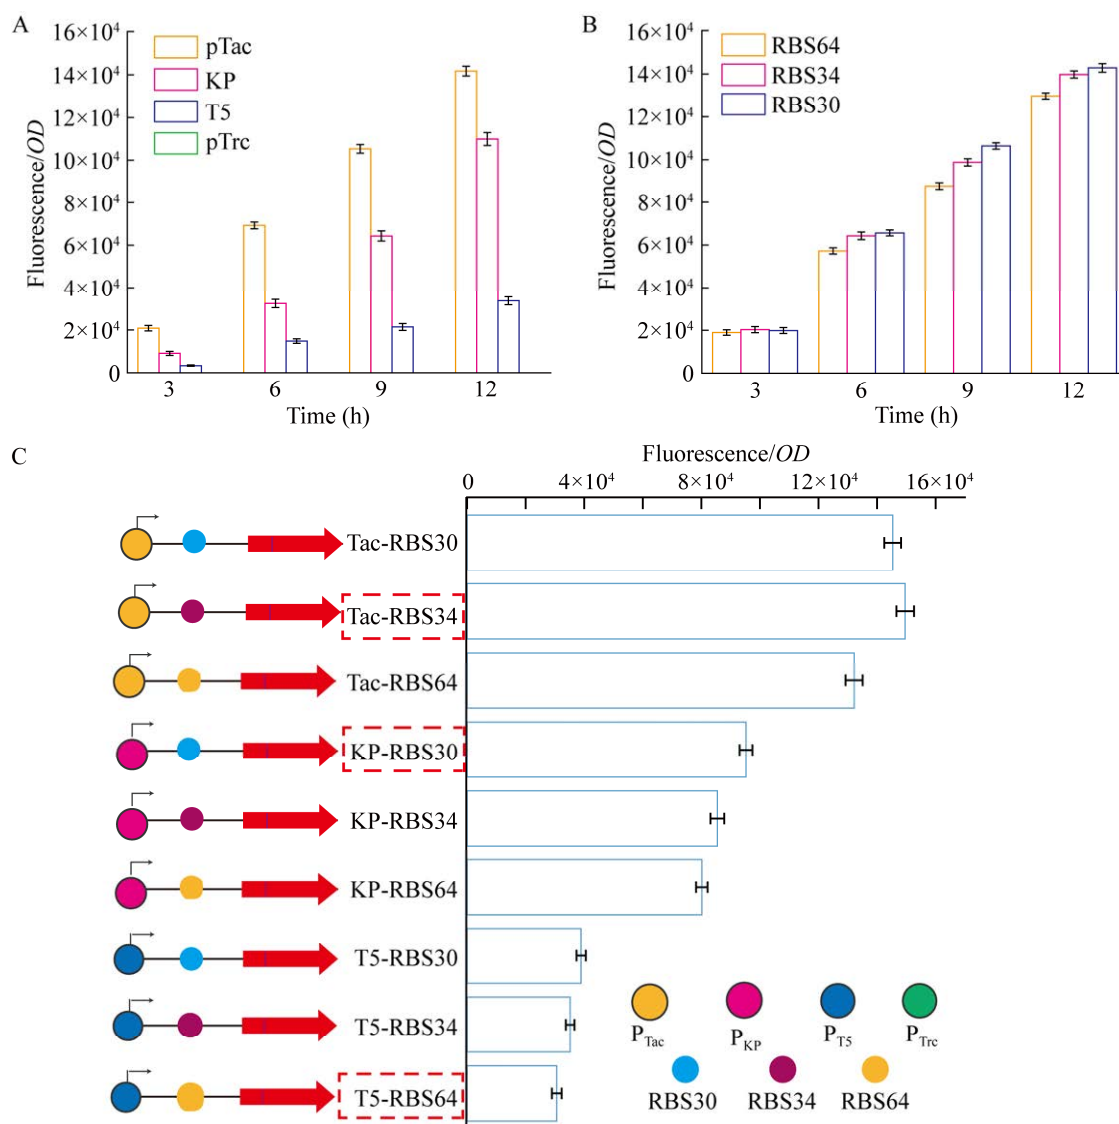 A
16×10⁴
14×10⁴
12×10⁴
10×10⁴
8×10⁴
6×10⁴
4×10⁴
2×10⁴
0
Fluorescence/OD
pTac
KP
T5
pTrc
3 6 9 12
Time (h)
B
16×10⁴
14×10⁴
12×10⁴
10×10⁴
8×10⁴
6×10⁴
4×10⁴
2×10⁴
0
Fluorescence/OD
RBS64
RBS34
RBS30
3 6 9 12
Time (h)
C
Fluorescence/OD
0 4×10⁴ 8×10⁴ 12×10⁴ 16×10⁴
Tac-RBS30
Tac-RBS34
Tac-RBS64
KP-RBS30
KP-RBS34
KP-RBS64
T5-RBS30
T5-RBS34
T5-RBS64
P_Tac P_KP P_T5 P_Trc
RBS30 RBS34 RBS64